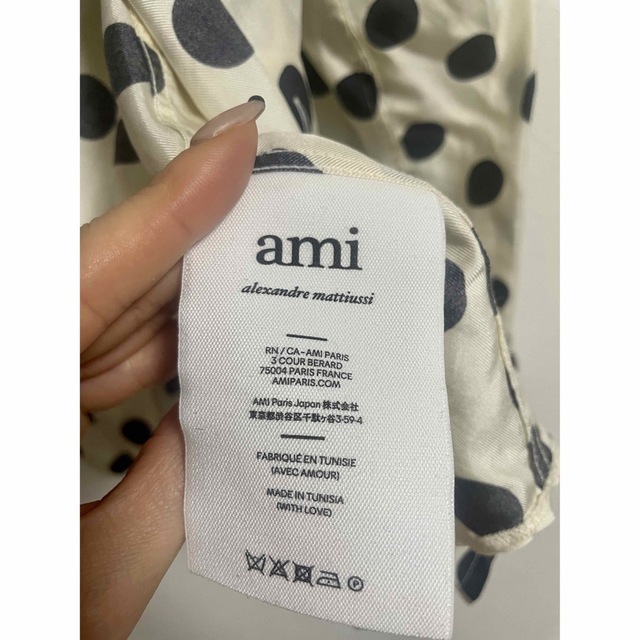 ami
alexandre mattiussi
RN / CA-AMI PARIS
3 COUR BERARD
75004 PARIS FRANCE
AMIPARIS.COM
AMI Paris Japan 株式会社
東京都渋谷区千駄ヶ谷3-59-4
FABRIQUÉ EN TUNISIE
(AVEC AMOUR)
MADE IN TUNISIA
(WITH LOVE)
P